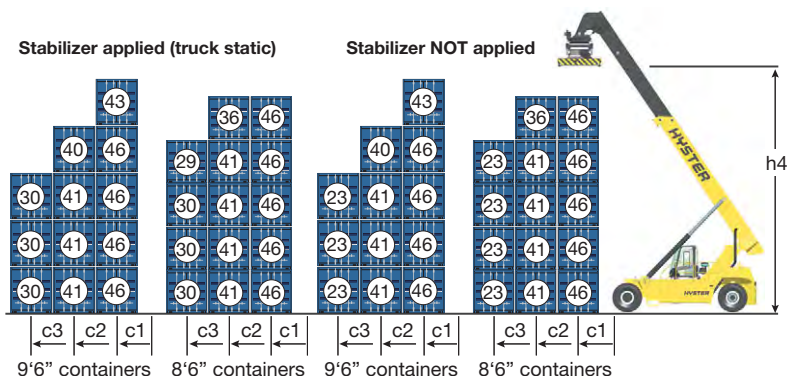 Stabilizer applied (truck static)
43
40 46
30 41 46
30 41 46
30 41 46
c3 c2 c1
9‘6” containers
36 46
29 41 46
30 41 46
30 41 46
30 41 46
c3 c2 c1
8‘6” containers
Stabilizer NOT applied
43
40 46
23 41 46
23 41 46
23 41 46
c3 c2 c1
9‘6” containers
36 46
23 41 46
23 41 46
23 41 46
23 41 46
c3 c2 c1
8‘6” containers
HYSTER
HYSTER
h4